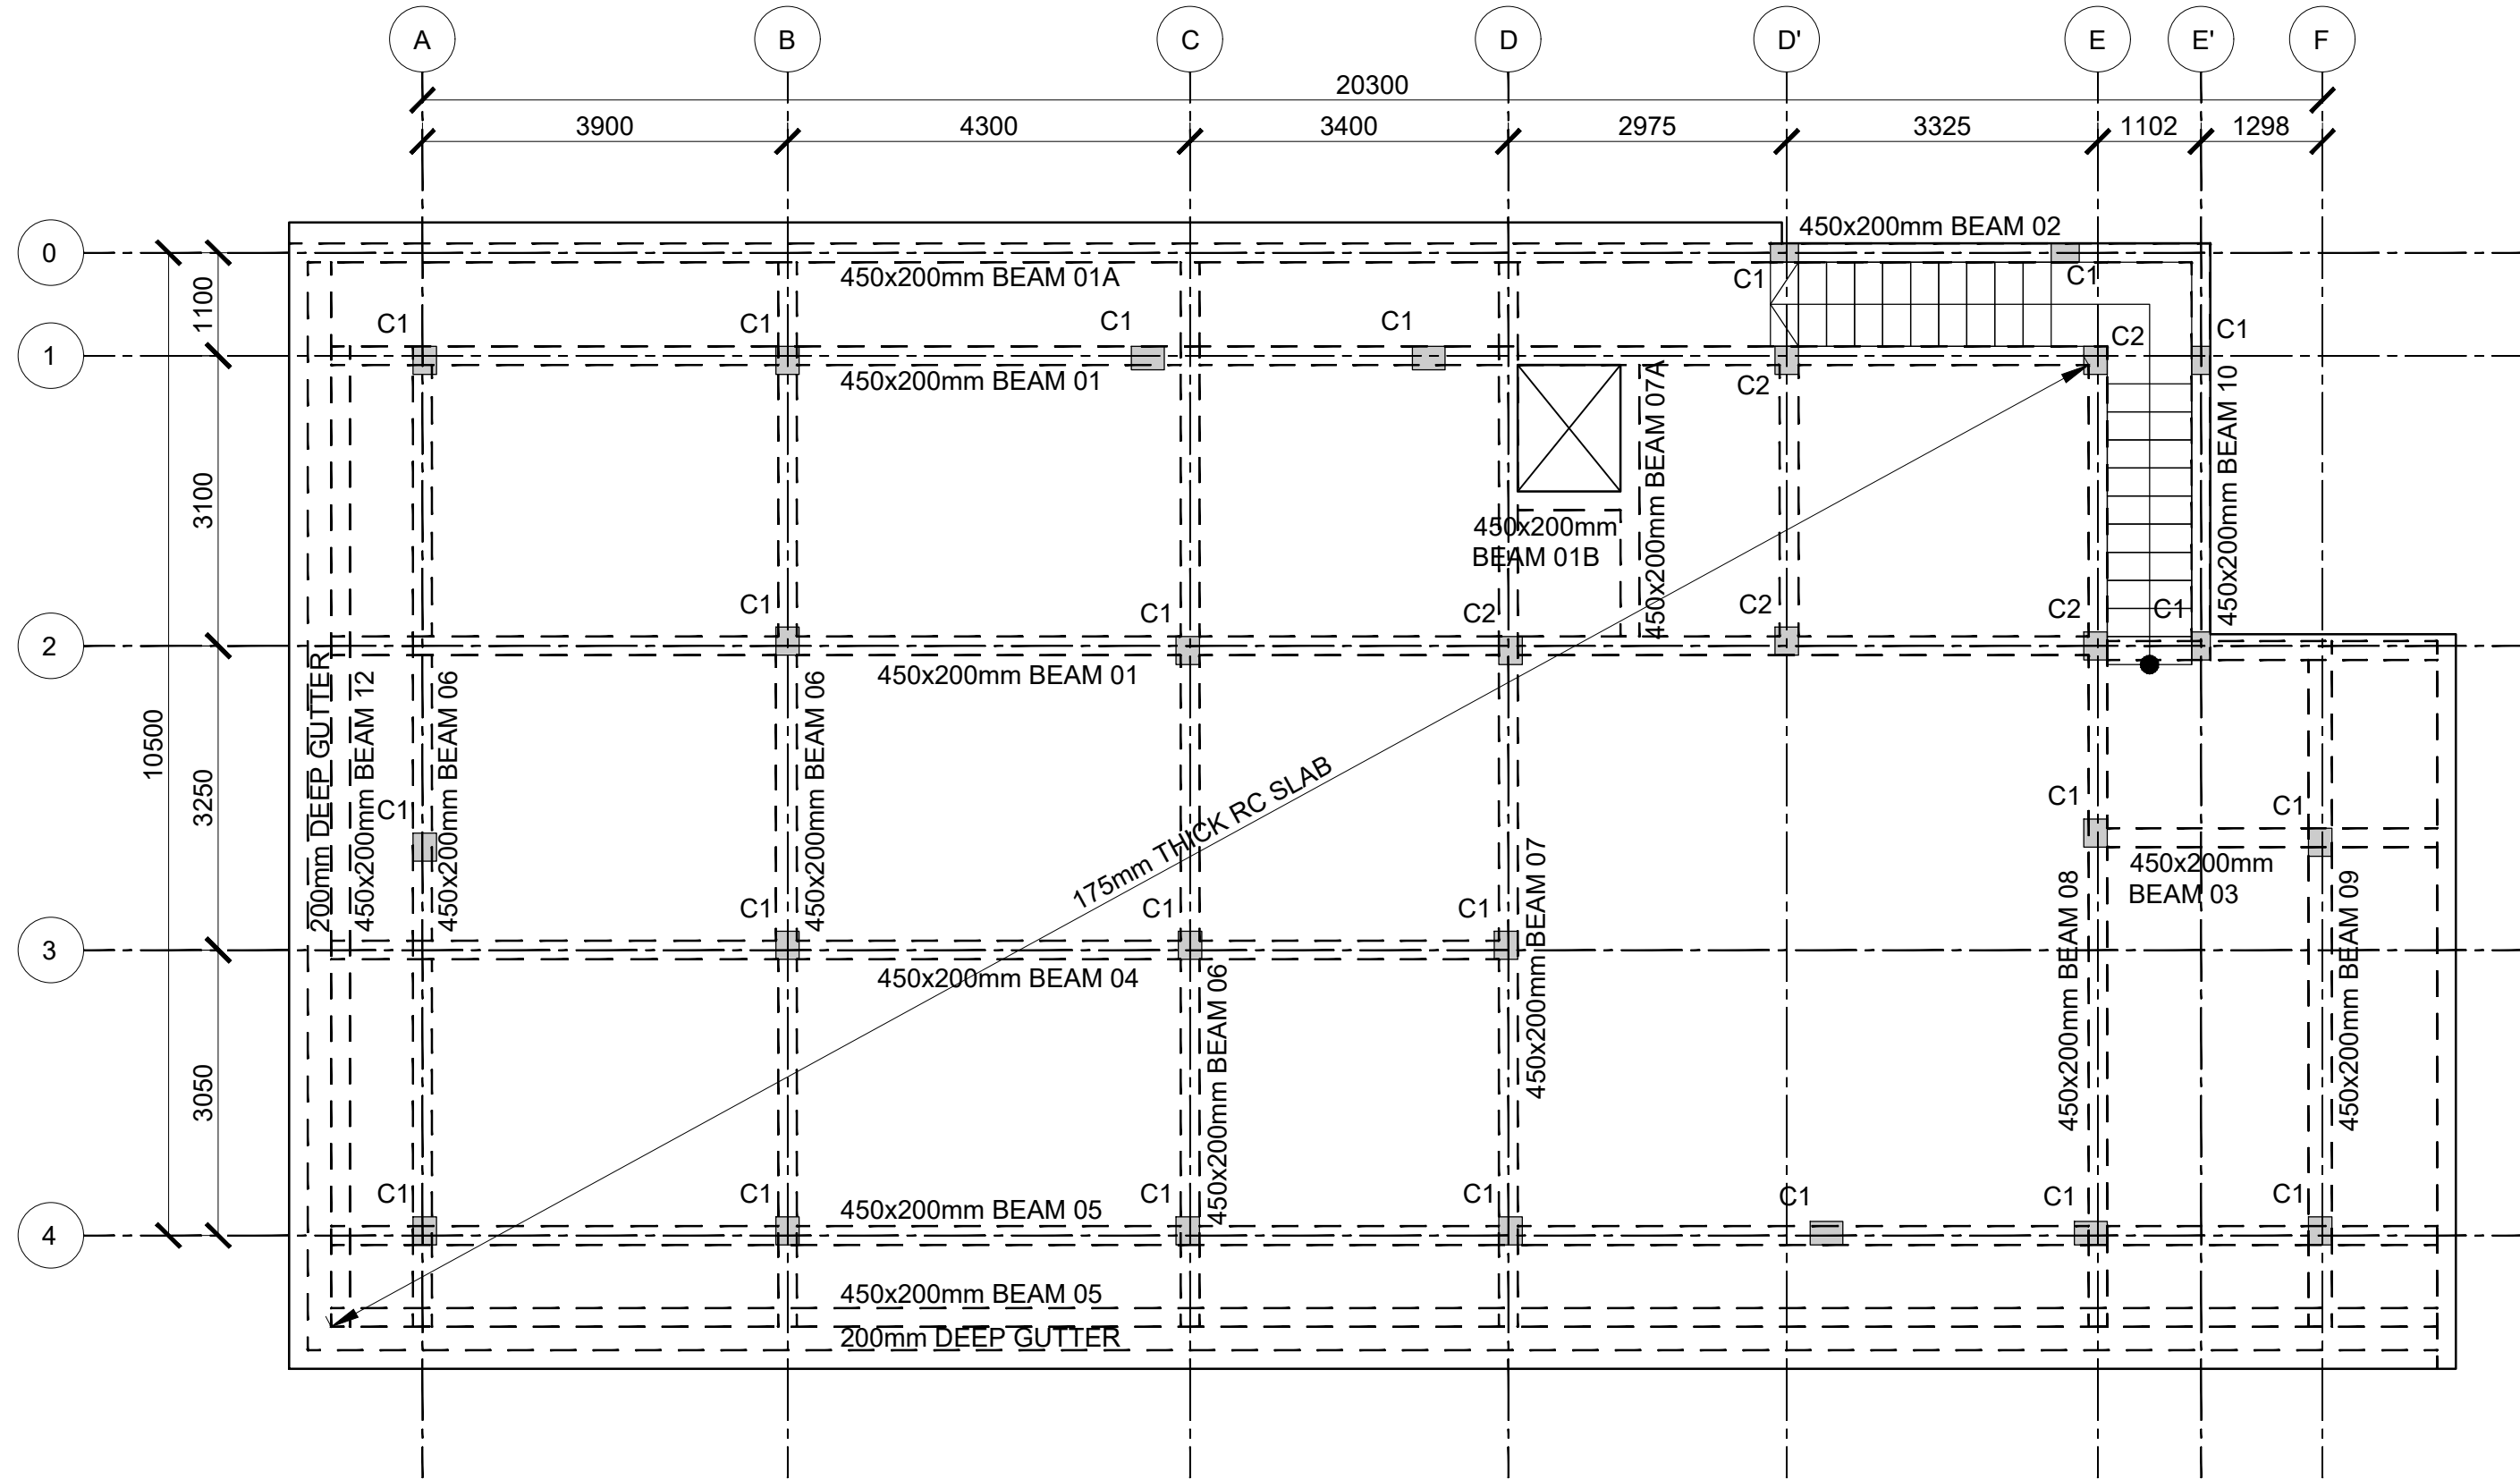 A B C D D' E E' F
20300
3900 4300 3400 2975 3325 1102 1298
0
450x200mm BEAM 02
450x200mm BEAM 01A
C1 C1
1100
C1 C1 C1 C1 C2 C1
1
450x200mm BEAM 01
C2
450x200mm BEAM 07A
450x200mm BEAM 10
3100
450x200mm
BEAM 01B
C1 C1 C2 C2 C2 C1
2
450x200mm BEAM 01
200mm DEEP GUTTER
450x200mm BEAM 12
450x200mm BEAM 06
450x200mm BEAM 06
10500
3250
175mm THICK RC SLAB
C1 C1 C1
450x200mm
BEAM 03
450x200mm BEAM 07
450x200mm BEAM 08
450x200mm BEAM 09
C1 C1 C1
3
450x200mm BEAM 04
450x200mm BEAM 06
3050
C1 C1 C1 C1 C1 C1 C1
450x200mm BEAM 05
4
450x200mm BEAM 05
200mm DEEP GUTTER